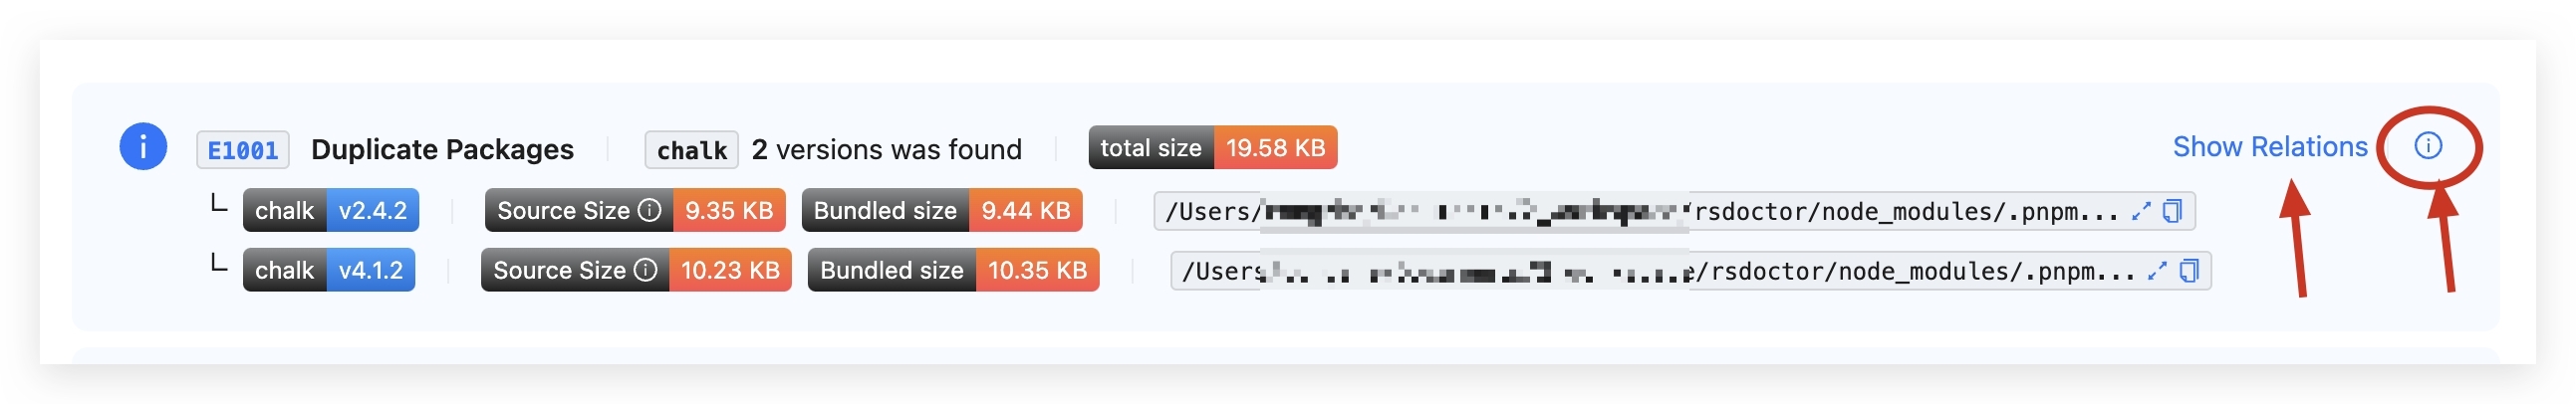 E1001 Duplicate Packages chalk 2 versions was found total size 19.58 KB Show Relations
chalk v2.4.2 Source Size 9.35 KB Bundled size 9.44 KB /Users/ rsdoctor/node_modules/.pnpm...
chalk v4.1.2 Source Size 10.23 KB Bundled size 10.35 KB /Users e/rsdoctor/node_modules/.pnpm...